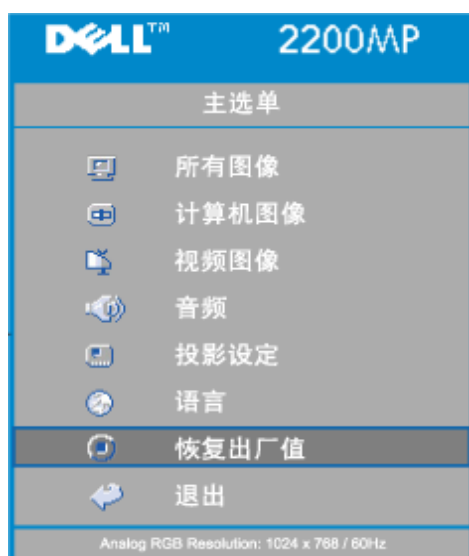 DELL™ 2200MP
主选单
所有图像
计算机图像
视频图像
音频
投影设定
语言
恢复出厂值
退出
Analog RGB Resolution: 1024 x 768 / 60Hz